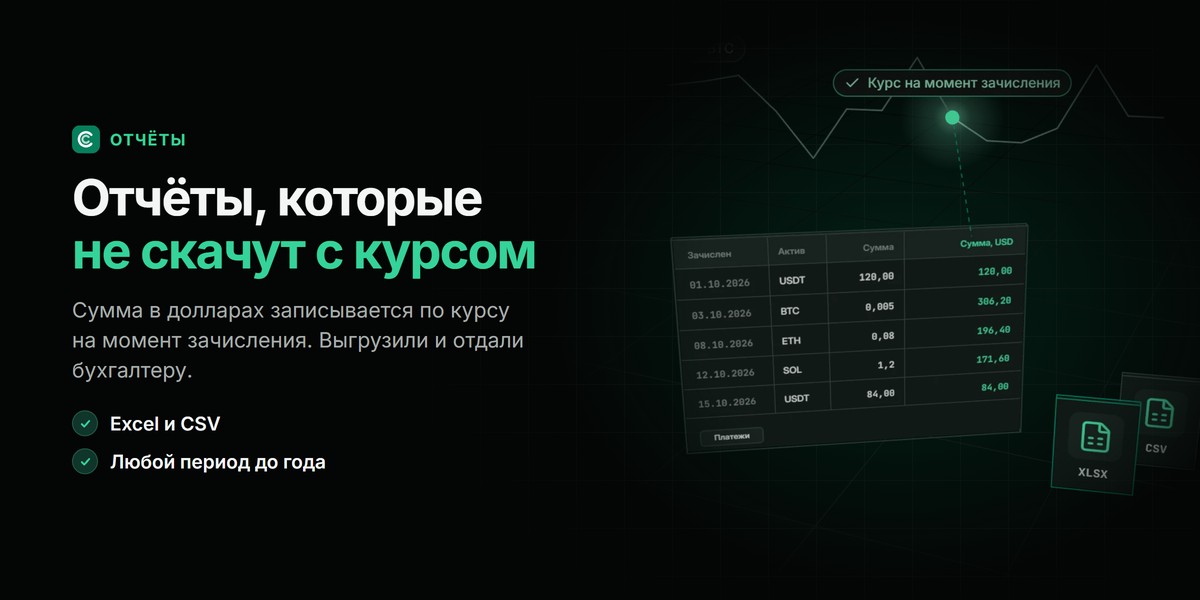 ОТЧЁТЫ
Отчёты, которые
не скачут с курсом
Сумма в долларах записывается по курсу
на момент зачисления. Выгрузили и отдали
бухгалтеру.
Excel и CSV
Любой период до года
Курс на момент зачисления
Зачислен Актив Сумма Сумма, USD
01.10.2026 USDT 120,00 120,00
03.10.2026 BTC 0,005 306,20
08.10.2026 ETH 0,08 196,40
12.10.2026 SOL 1,2 171,60
15.10.2026 USDT 84,00 84,00
Платежи
XLSX
CSV